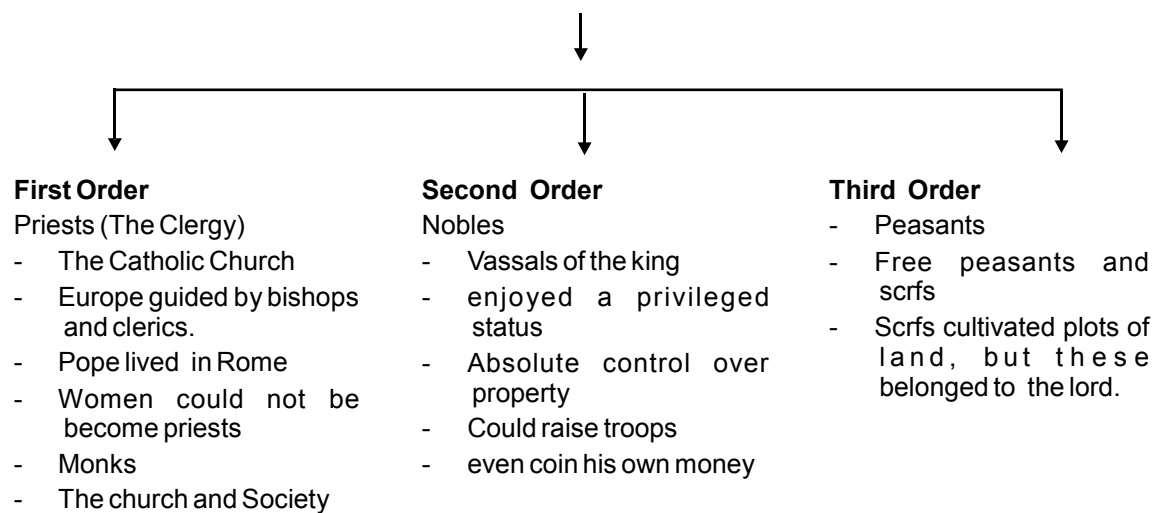 First Order
Priests (The Clergy)
- The Catholic Church
- Europe guided by bishops
and clerics.
- Pope lived in Rome
- Women could not be
become priests
- Monks
- The church and Society
Second Order
Nobles
- Vassals of the king
- enjoyed a privileged
status
- Absolute control over
property
- Could raise troops
- even coin his own money
Third Order
- Peasants
- Free peasants and
scrfs
- Scrfs cultivated plots of
land, but these
belonged to the lord.